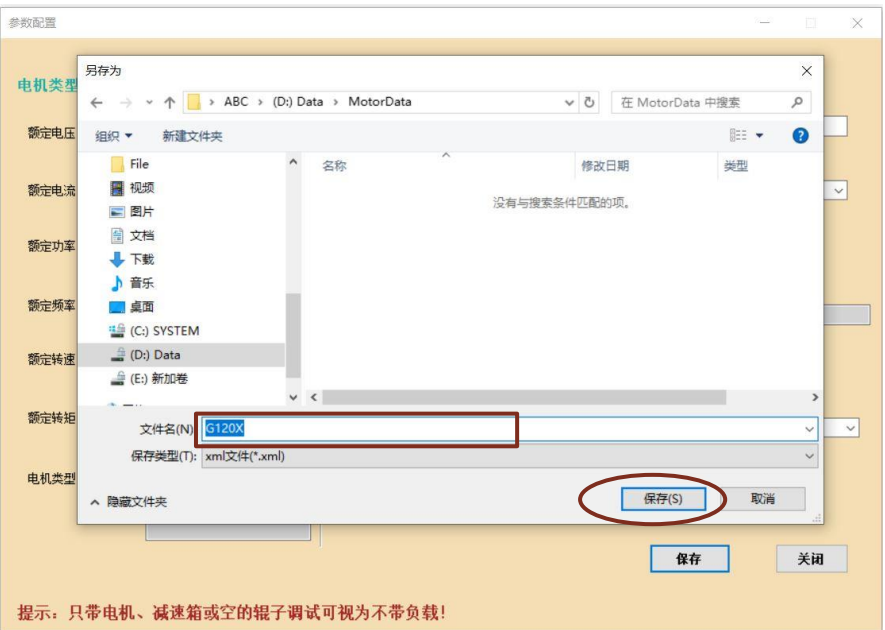 参数配置
另存为
电机类型
ABC > (D:) Data > MotorData
在 MotorData 中搜索
额定电压
组织
新建文件夹
File
名称
修改日期
类型
额定电流
视频
没有与搜索条件匹配的项。
图片
文档
额定功率
下载
音乐
额定频率
桌面
(C:) SYSTEM
额定转速
(D:) Data
(E:) 新加卷
额定转矩
文件名(N)
G120X
保存类型(T): xml文件(*.xml)
电机类型
隐藏文件夹
保存(S)
取消
保存
关闭
提示：只带电机、减速箱或空的辊子调试可视为不带负载！